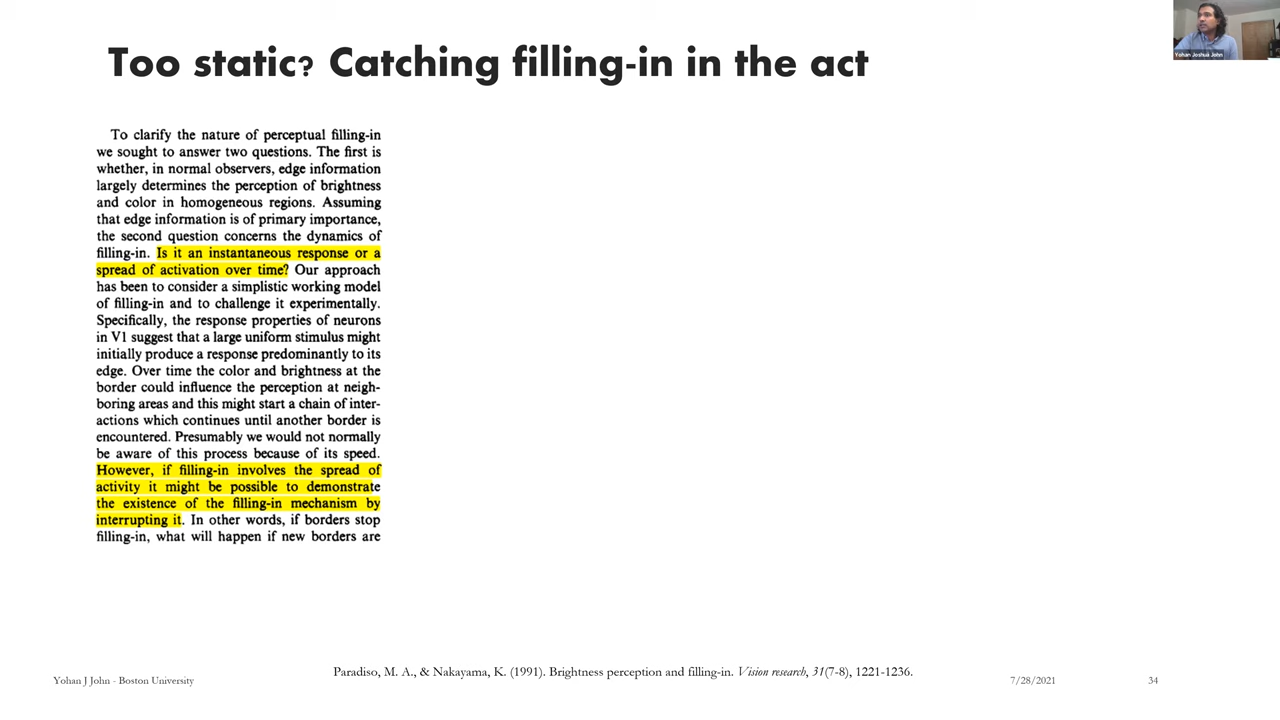 Too static? Catching filling-in in the act
Yohan Joshua John
To clarify the nature of perceptual filling-in
we sought to answer two questions. The first is
whether, in normal observers, edge information
largely determines the perception of brightness
and color in homogeneous regions. Assuming
that edge information is of primary importance,
the second question concerns the dynamics of
filling-in. Is it an instantaneous response or a
spread of activation over time? Our approach
has been to consider a simplistic working model
of filling-in and to challenge it experimentally.
Specifically, the response properties of neurons
in V1 suggest that a large uniform stimulus might
initially produce a response predominantly to its
edge. Over time the color and brightness at the
border could influence the perception at neigh-
boring areas and this might start a chain of inter-
actions which continues until another border is
encountered. Presumably we would not normally
be aware of this process because of its speed.
However, if filling-in involves the spread of
activity it might be possible to demonstrate
the existence of the filling-in mechanism by
interrupting it. In other words, if borders stop
filling-in, what will happen if new borders are
Paradiso, M. A., & Nakayama, K. (1991). Brightness perception and filling-in. Vision research, 31(7-8), 1221-1236.
Yohan J John - Boston University
7/28/2021
34